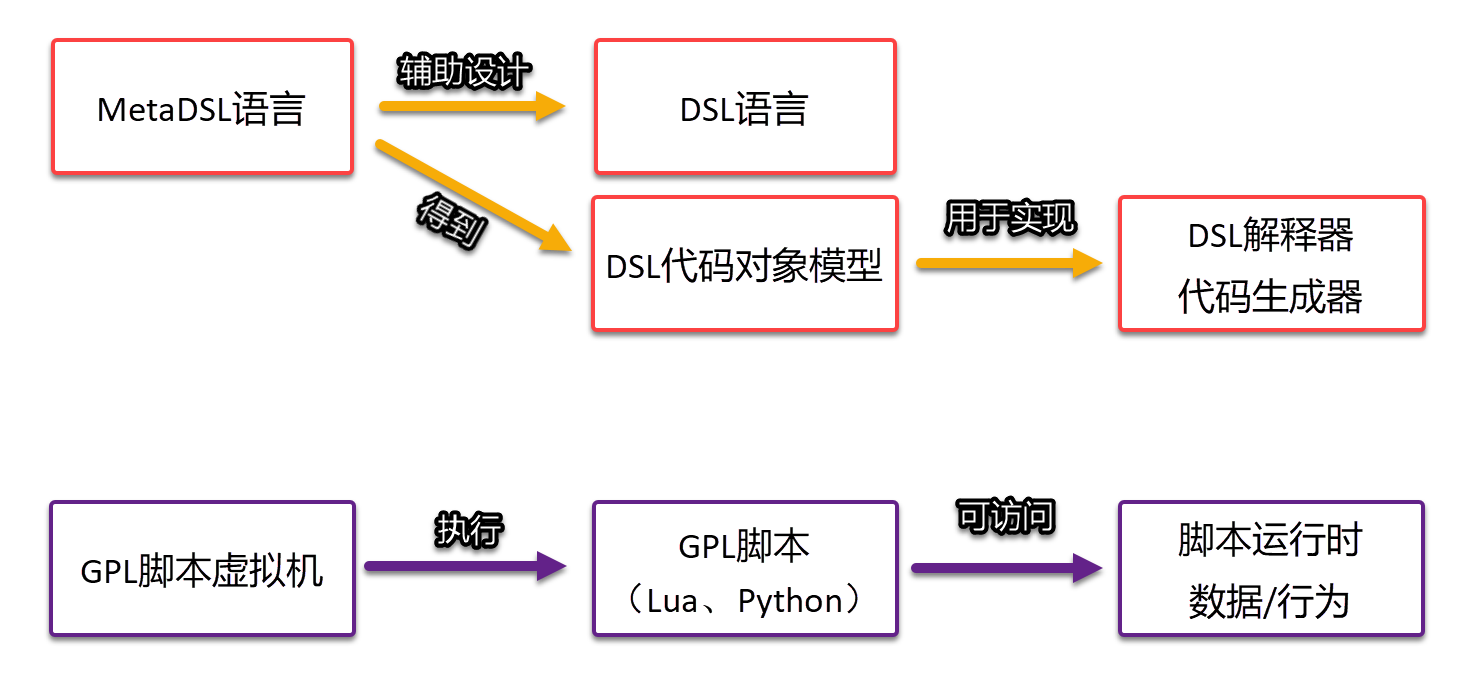 MetaDSL语言
辅助设计
DSL语言
得到
DSL代码对象模型
用于实现
DSL解释器
代码生成器
GPL脚本虚拟机
执行
GPL脚本
（Lua、Python）
可访问
脚本运行时
数据/行为